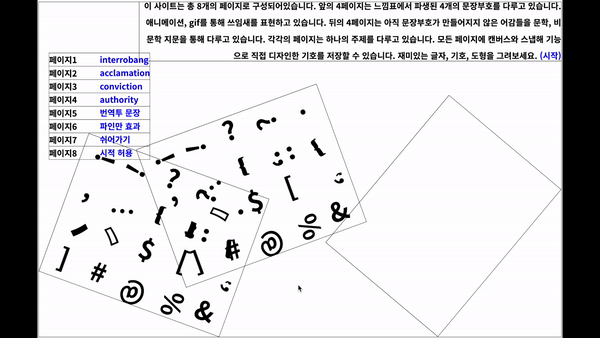 이 사이트는 총 8개의 페이지로 구성되어있습니다. 앞의 4페이지는 느낌표에서 파생된 4개의 문장부호를 다루고 있습니다.
애니메이션, gif를 통해 쓰임새를 표현하고 있습니다. 뒤의 4페이지는 아직 문장부호가 만들어지지 않은 어감들을 문학, 비
문학 지문을 통해 다루고 있습니다. 각각의 페이지는 하나의 주제를 다루고 있습니다. 모든 페이지에 캔버스와 스냅해 기능
으로 직접 디자인한 기호를 저장할 수 있습니다. 재미있는 글자, 기호, 도형을 그려보세요. (시작)
페이지1 interrobang
페이지2 acclamation
페이지3 conviction
페이지4 authority
페이지5 번역투 문장
페이지6 파인만 효과
페이지7 쉬어가기
페이지8 시적 허용